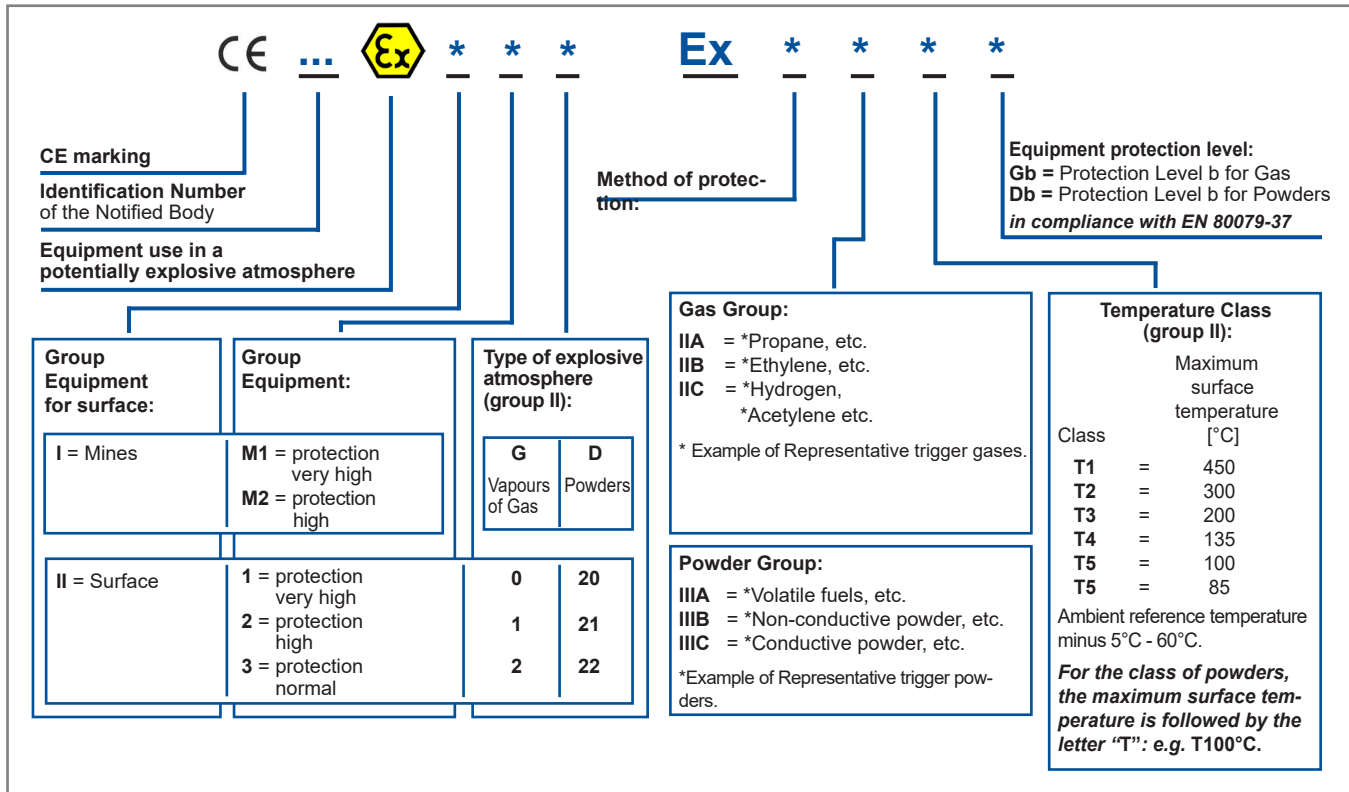 CE ... Ex * * * Ex * * * *
CE marking
Identification Number
of the Notified Body
Equipment use in a
potentially explosive atmosphere
Method of protec-
tion:
Equipment protection level:
Gb = Protection Level b for Gas
Db = Protection Level b for Powders
in compliance with EN 80079-37
Group
Equipment
for surface:
Group
Equipment:
Type of explosive
atmosphere
(group II):
I = Mines
M1 = protection
very high
M2 = protection
high
G D
Vapours Powders
of Gas
II = Surface
1 = protection 0 20
very high
2 = protection 1 21
high
3 = protection 2 22
normal
Gas Group:
IIA = *Propane, etc.
IIB = *Ethylene, etc.
IIC = *Hydrogen,
*Acetylene etc.
* Example of Representative trigger gases.
Powder Group:
IIIA = *Volatile fuels, etc.
IIIB = *Non-conductive powder, etc.
IIIC = *Conductive powder, etc.
*Example of Representative trigger pow-
ders.
Temperature Class
(group II):
Maximum
surface
temperature
Class [°C]
T1 = 450
T2 = 300
T3 = 200
T4 = 135
T5 = 100
T5 = 85
Ambient reference temperature
minus 5°C - 60°C.
For the class of powders,
the maximum surface tem-
perature is followed by the
letter “T”: e.g. T100°C.